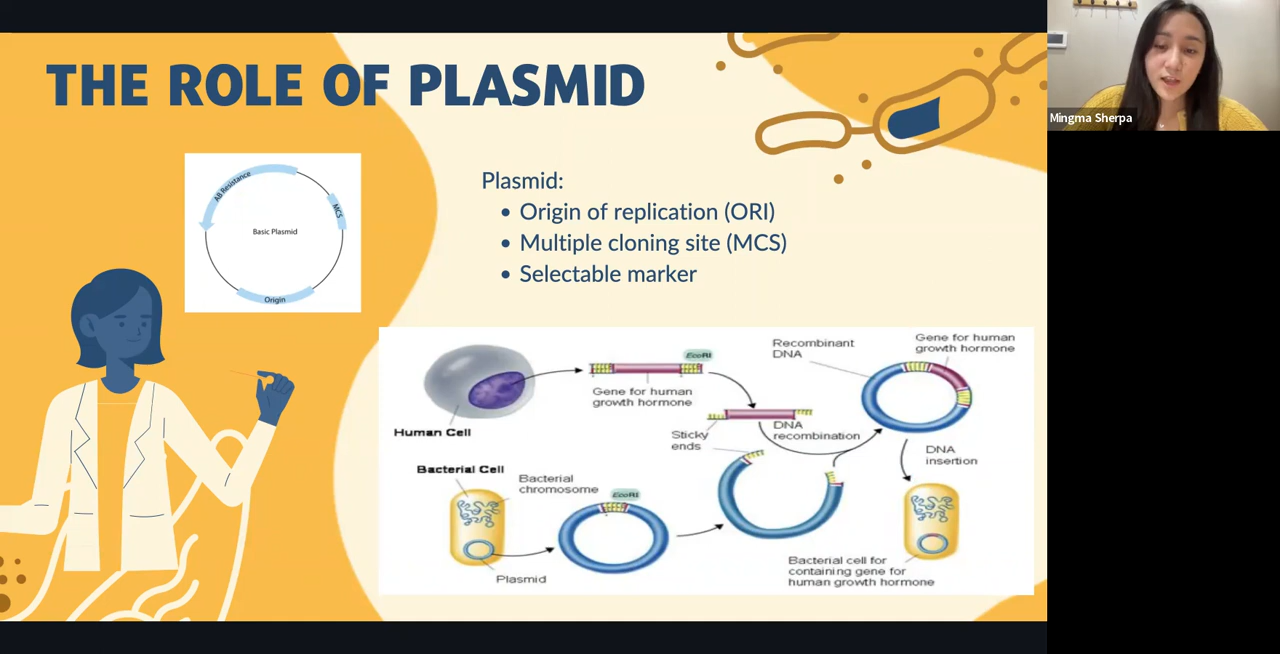 THE ROLE OF PLASMID
Mingma Sherpa
AB Resistance
MCS
Basic Plasmid
Origin
Plasmid:
• Origin of replication (ORI)
• Multiple cloning site (MCS)
• Selectable marker
Human Cell
EcoRI
Gene for human
growth hormone
Sticky
ends
DNA
recombination
Recombinant
DNA
Gene for human
growth hormone
Bacterial Cell
Bacterial
chromosome
EcoRI
Plasmid
DNA
insertion
Bacterial cell for
containing gene for
human growth hormone